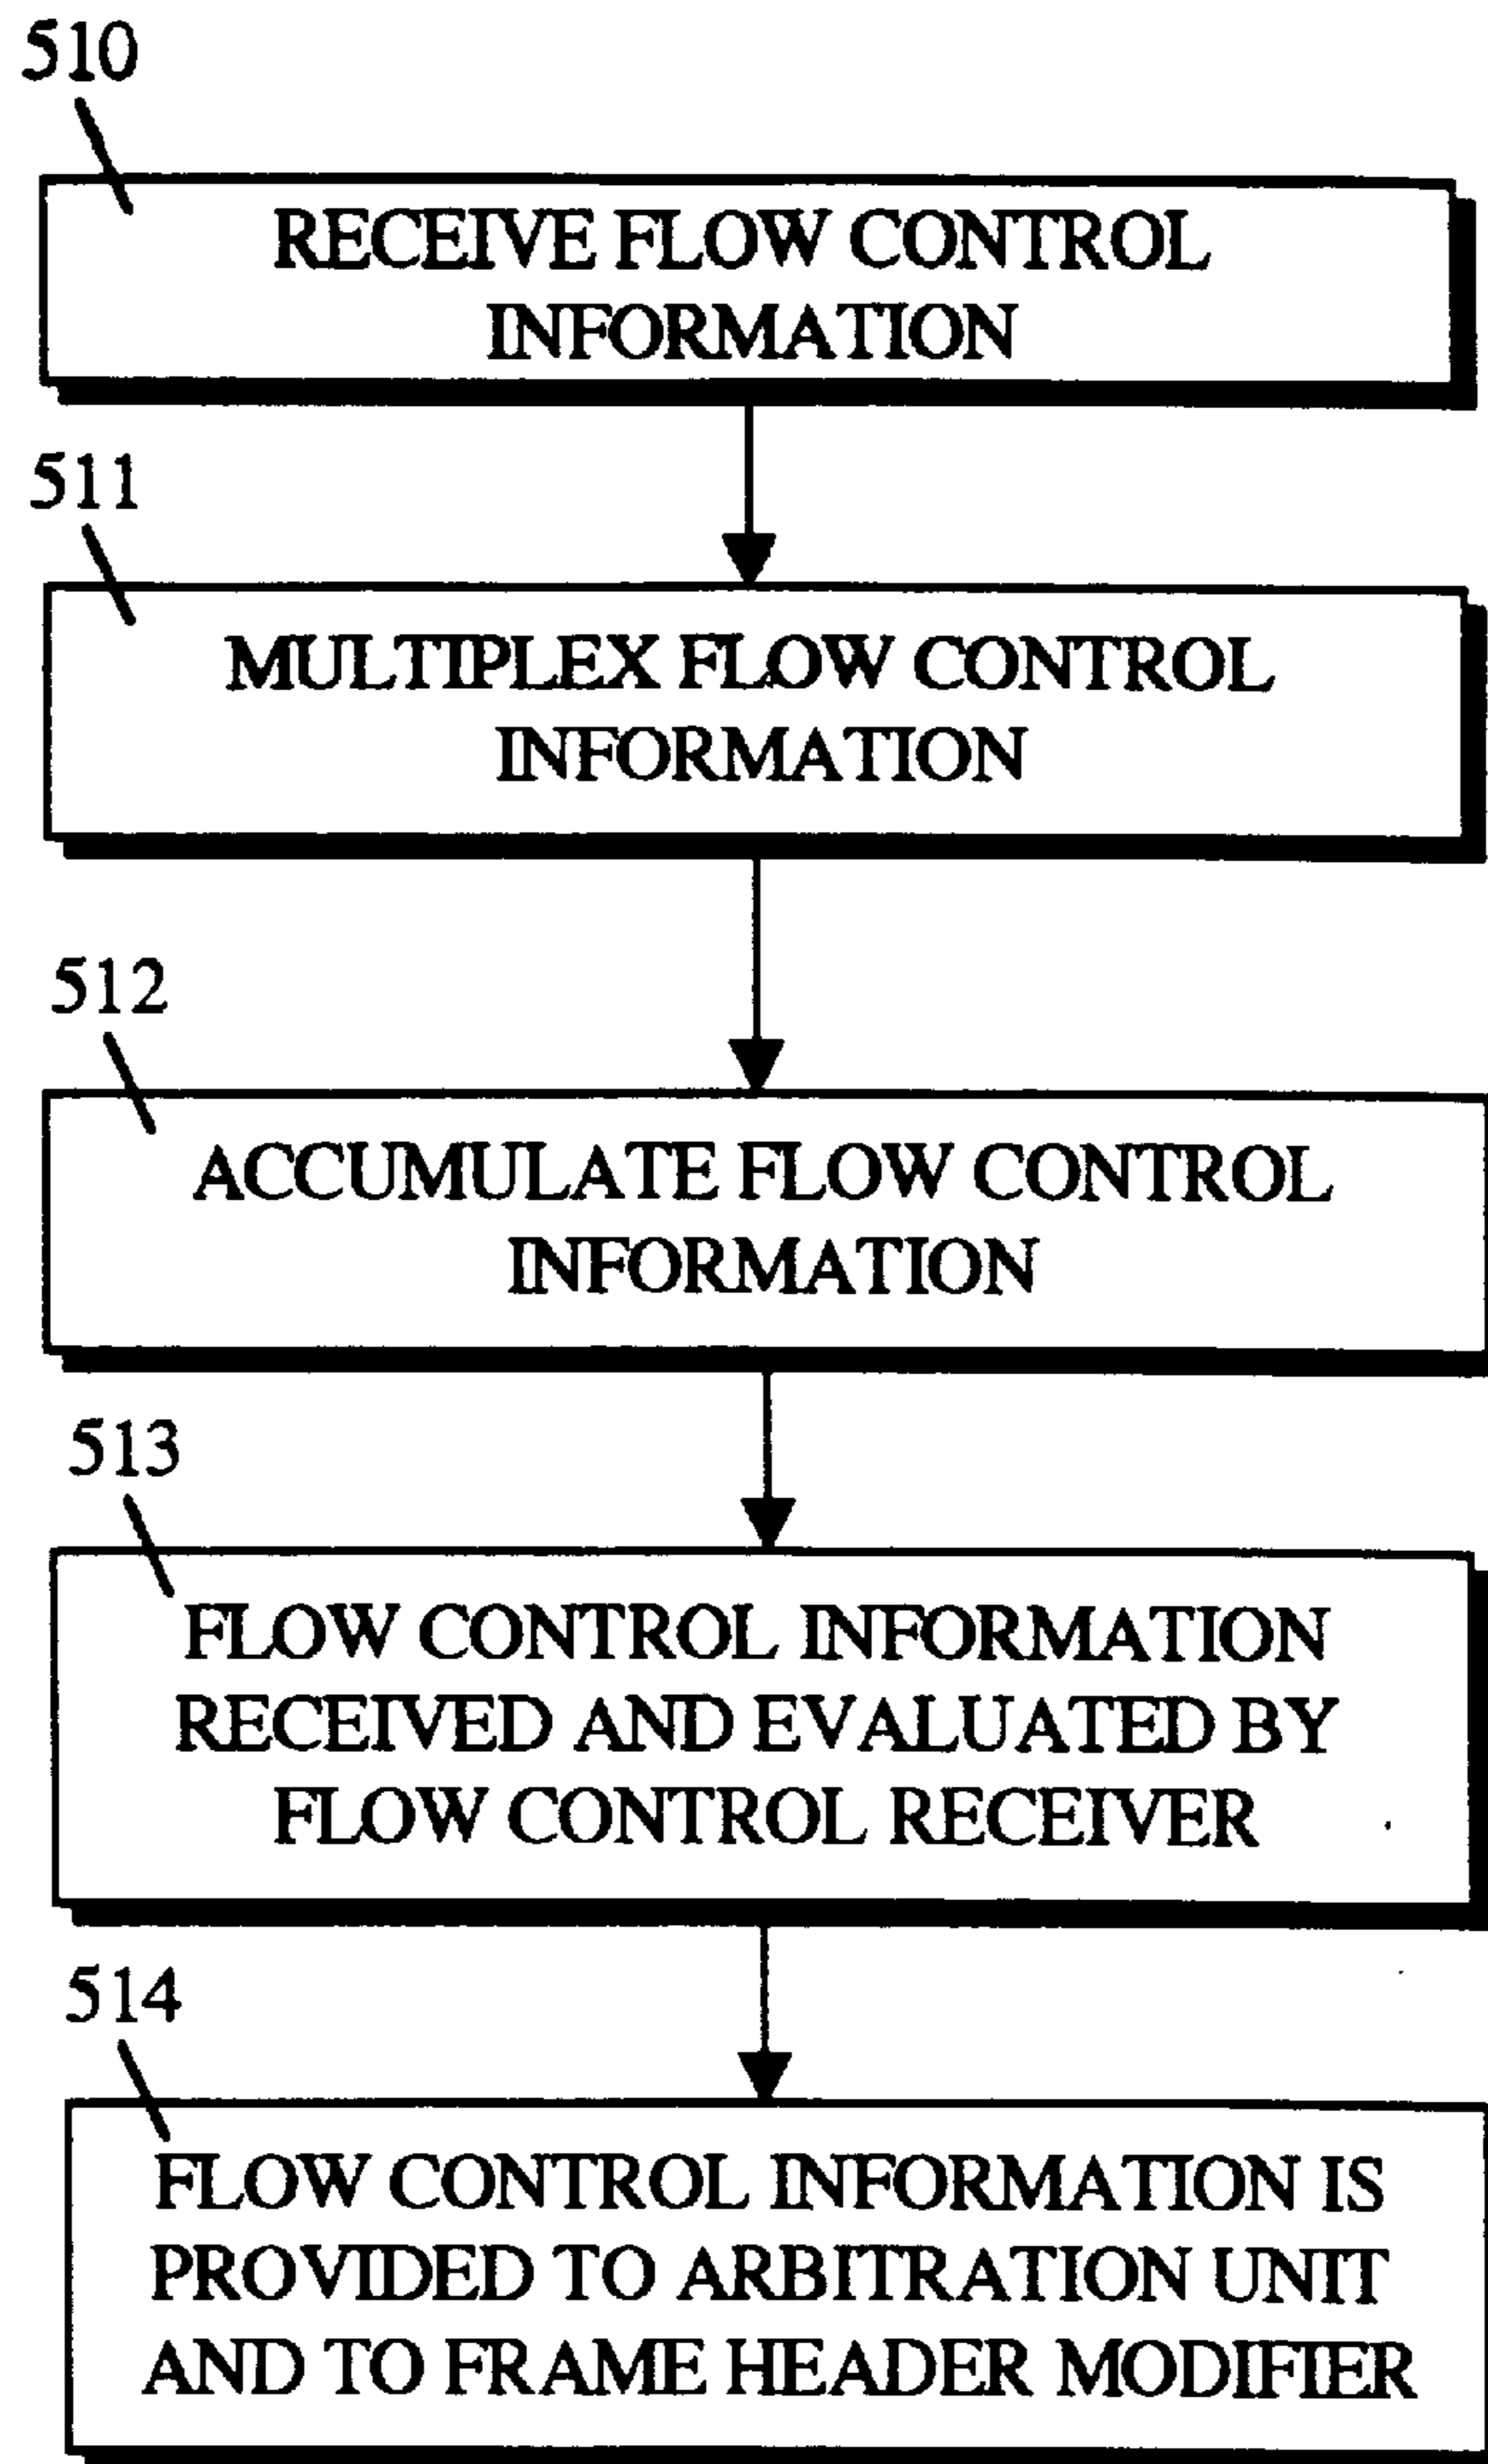 510
RECEIVE FLOW CONTROL
INFORMATION
511
MULTIPLEX FLOW CONTROL
INFORMATION
512
ACCUMULATE FLOW CONTROL
INFORMATION
513
FLOW CONTROL INFORMATION
RECEIVED AND EVALUATED BY
FLOW CONTROL RECEIVER
514
FLOW CONTROL INFORMATION IS
PROVIDED TO ARBITRATION UNIT
AND TO FRAME HEADER MODIFIER